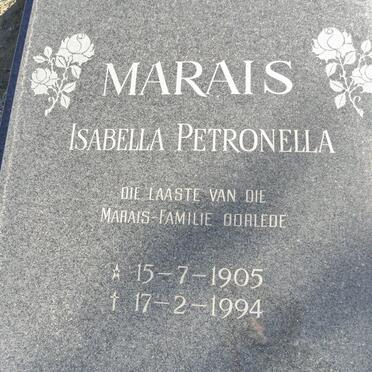 MARAIS
ISABELLA PETRONELLA
DIE LAASTE VAN DIE
MARAIS-FAMILIE OORLEDE
* 15-7-1905
† 17-2-1994